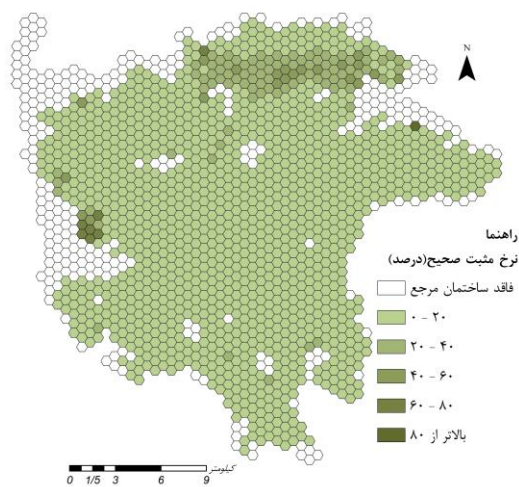 N
راهنما
نرخ مثبت صحیح(درصد)
فاقد ساختمان مرجع
۰ - ۲۰
۲۰ - ۴۰
۴۰ - ۶۰
۶۰ - ۸۰
بالاتر از ۸۰
کیلومتر
0 1/5 3 6 9